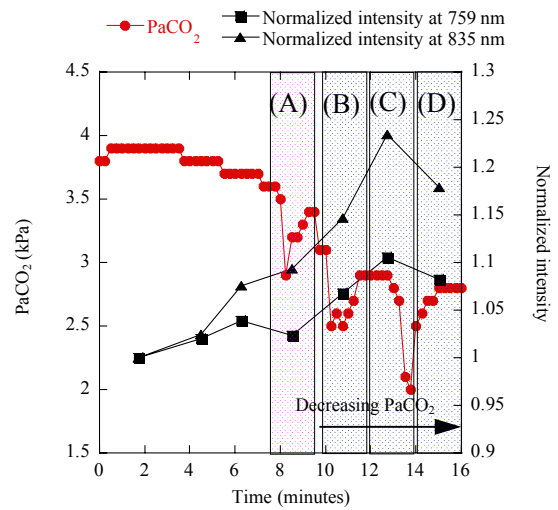 PaCO2
Normalized intensity at 759 nm
Normalized intensity at 835 nm
4.5
4
3.5
3
2.5
2
1.5
PaCO2 (kPa)
(A)
(B)
(C)
(D)
Decreasing PaCO2
1.3
1.25
1.2
1.15
1.1
1.05
1
0.95
0.9
Normalized intensity
0 2 4 6 8 10 12 14 16
Time (minutes)